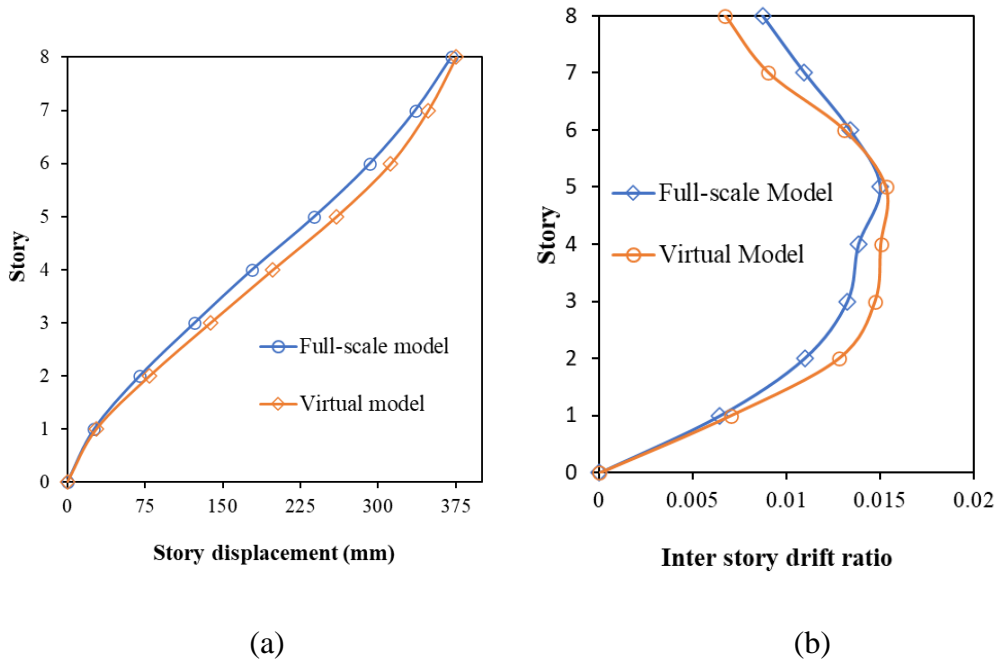 8
7
6
5
4
3
2
1
0
Story
Full-scale model
Virtual model
0 75 150 225 300 375
Story displacement (mm)
(a)
8
7
6
5
4
3
2
1
0
Story
Full-scale Model
Virtual Model
0 0.005 0.01 0.015 0.02
Inter story drift ratio
(b)